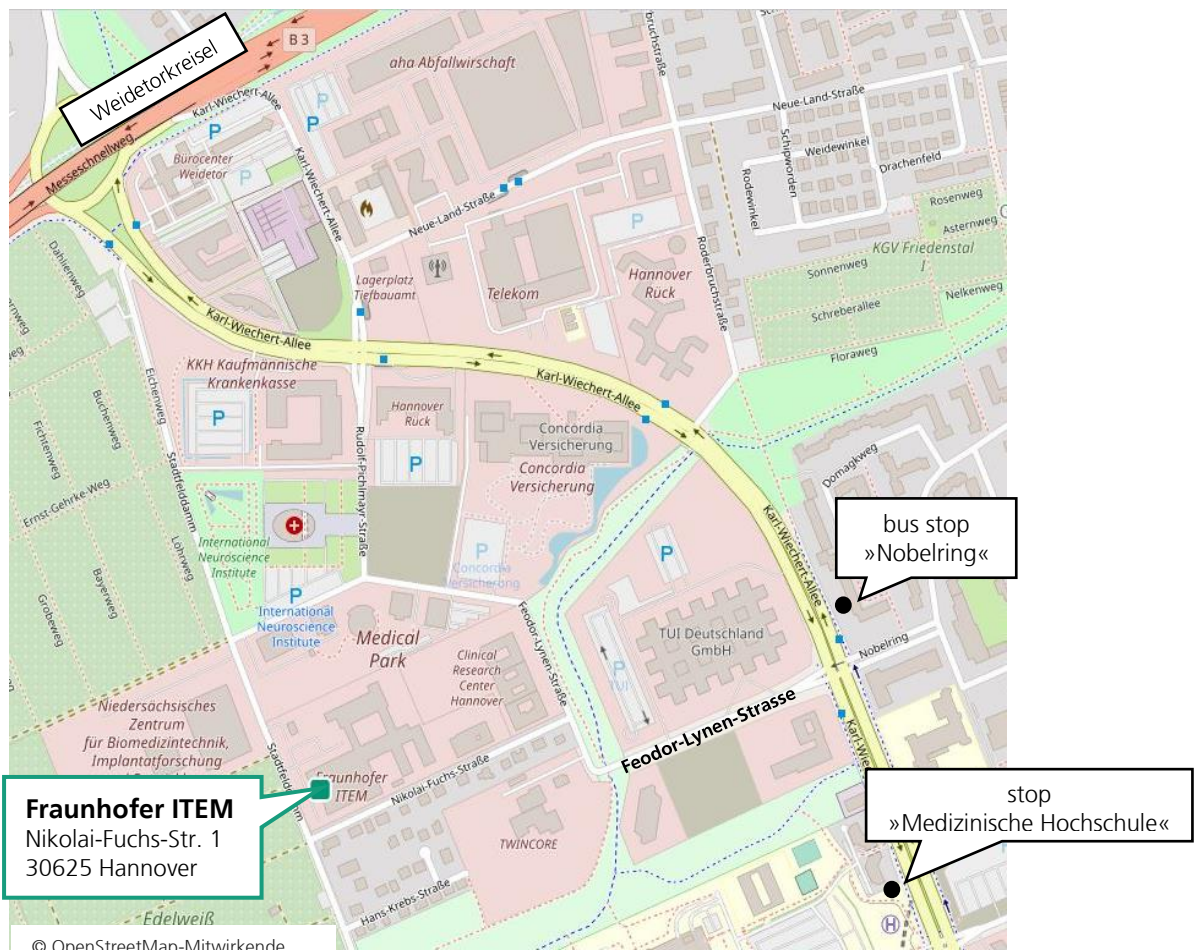 Weidetorkreisel
B 3
aha Abfallwirschaft
Karl-Wiechert-Allee
P
P
P
P
Messeschnellweg
Bürocenter
Weidetor
Karl-Wiechert-Allee
Neue-Land-Straße
Neue-Land-Straße
Schipworden
Weidewinkel
Drachenfeld
Rodewinkel
Rosenweg
Asternweg
KGV Friedenstal
I
Sonnenweg
Nelkenweg
Schreberallee
Floraweg
Roderbruchstraße
Dahlienweg
P
Lagerplatz
Tiefbauamt
Telekom
Hannover
Rück
Karl-Wiechert-Allee
Karl-Wiechert-Allee
KKH Kaufmännische
Krankenkasse
P
Hannover
Rück
P
Concordia
Versicherung
Concordia
Versicherung
Eichenweg
Buchenweg
Fichtenweg
Ernst-Gehrke-Weg
Stadtfelddamm
Rudolf-Pichlmayr-Straße
Lohrweg
Bayerweg
Grobeweg
International
Neuroscience
Institute
P
International
Neuroscience
Institute
P
Concordia
Versicherung
Domagkweg
Karl-Wiechert-Allee
bus stop
»Nobelring«
P
TUI Deutschland
GmbH
P
TUI
Nobelring
Medical
Park
Clinical
Research
Center
Hannover
Feodor-Lynen-Straße
Feodor-Lynen-Strasse
Niedersächsisches
Zentrum
für Biomedizintechnik,
Implantatforschung
Stadtfelddamm
Fraunhofer
ITEM
Nikolai-Fuchs-Straße
Fraunhofer ITEM
Nikolai-Fuchs-Str. 1
30625 Hannover
TWINCORE
Hans-Krebs-Straße
stop
»Medizinische Hochschule«
H
Edelweiß
© OpenStreetMap-Mitwirkende